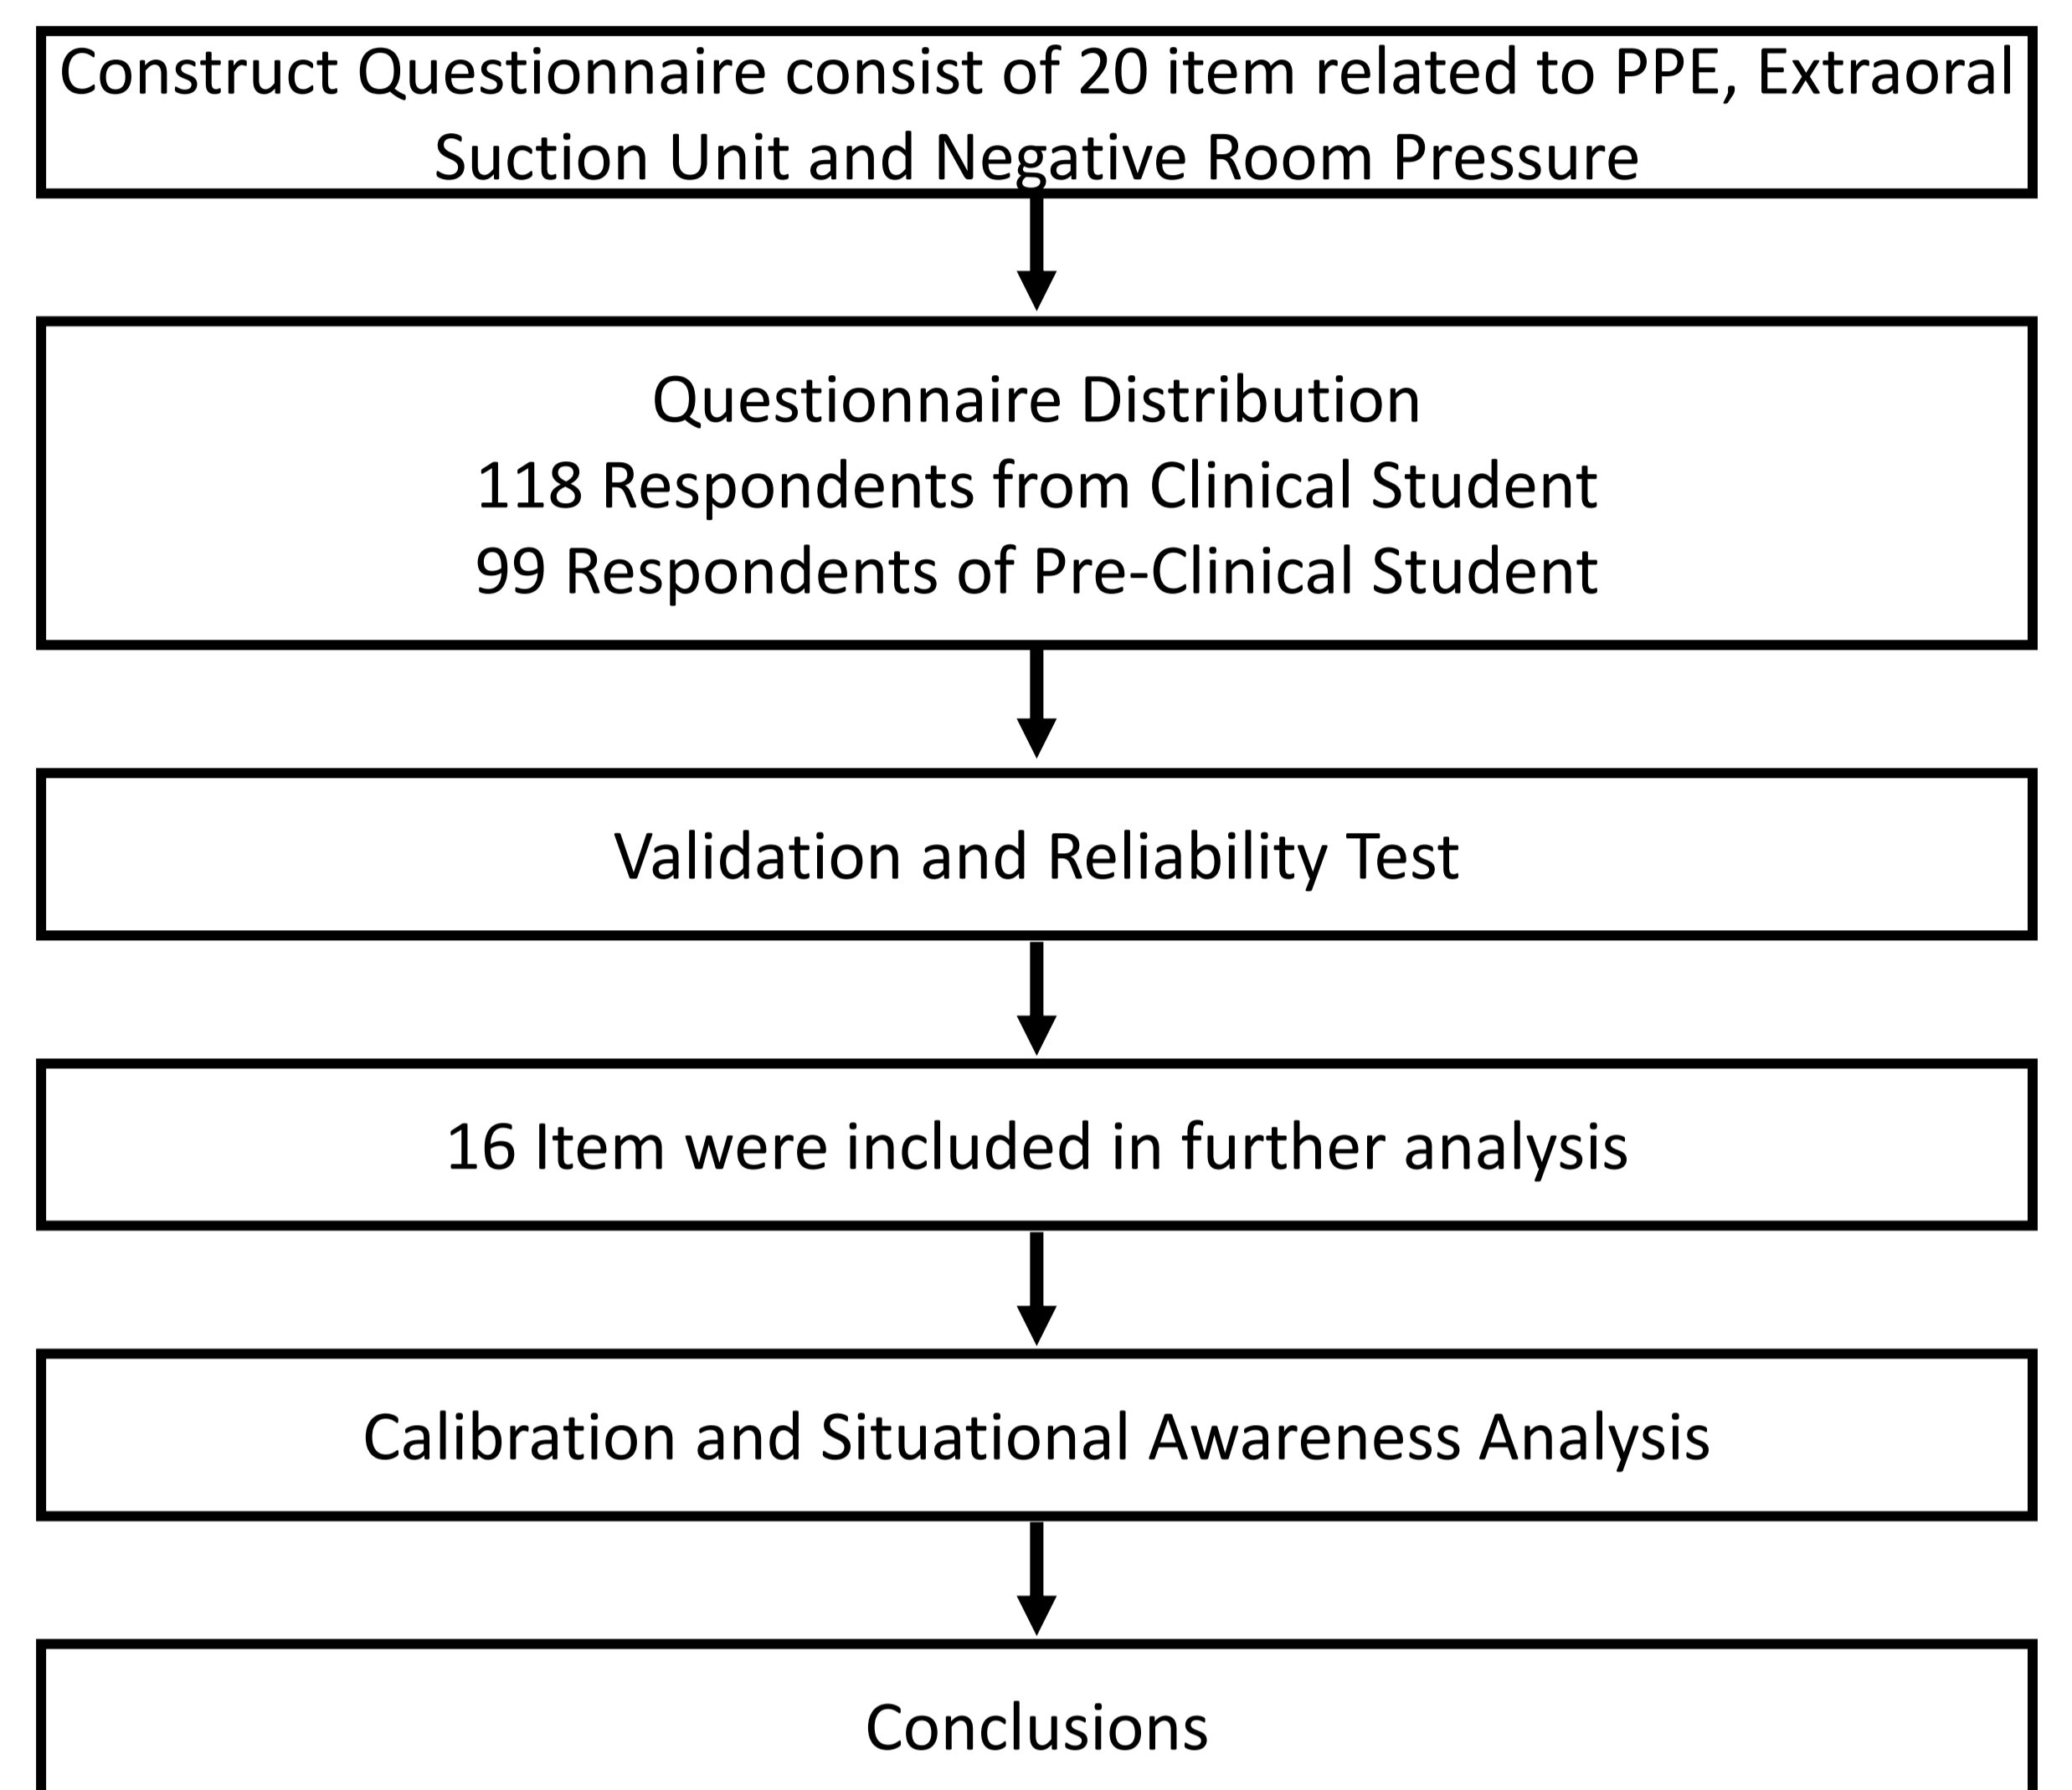 Construct Questionnaire consist of 20 item related to PPE, Extraoral
Suction Unit and Negative Room Pressure
Questionnaire Distribution
118 Respondents from Clinical Student
99 Respondents of Pre-Clinical Student
Validation and Reliability Test
16 Item were included in further analysis
Calibration and Situational Awareness Analysis
Conclusions